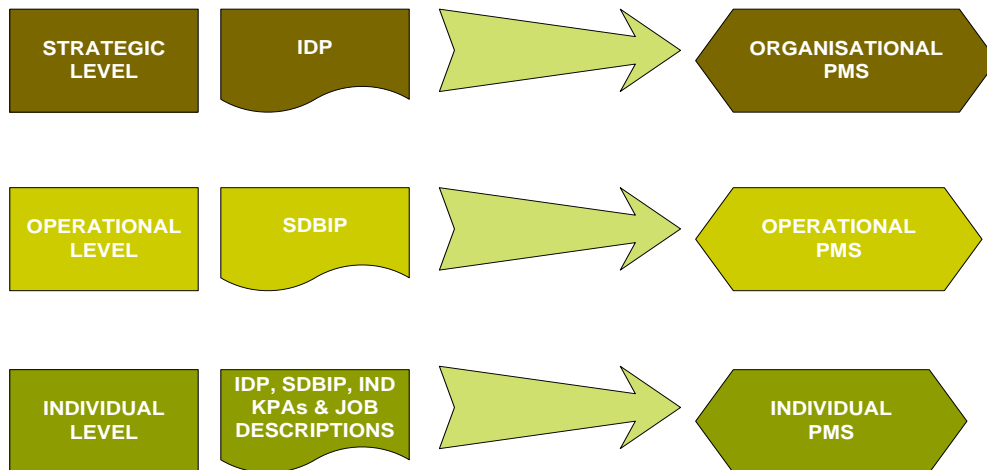 STRATEGIC
LEVEL
IDP
ORGANISATIONAL
PMS
OPERATIONAL
LEVEL
SDBIP
OPERATIONAL
PMS
INDIVIDUAL
LEVEL
IDP, SDBIP, IND
KPAs & JOB
DESCRIPTIONS
INDIVIDUAL
PMS